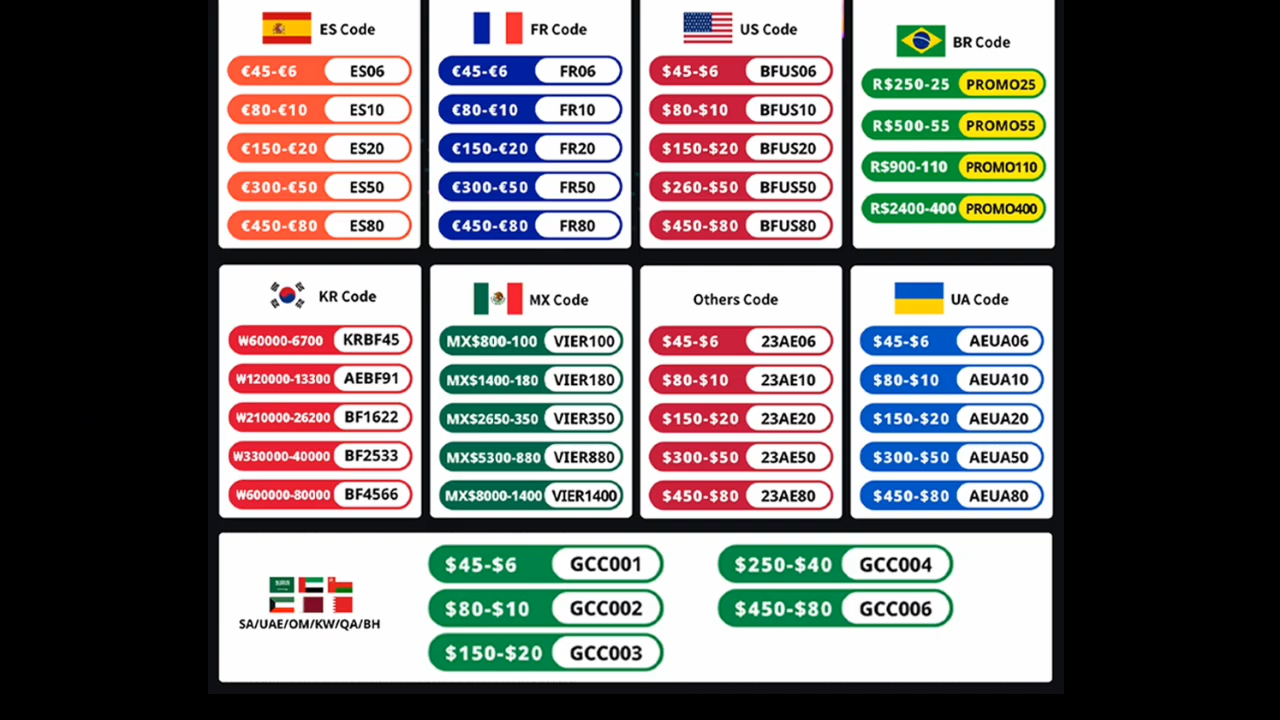 ES Code
€45-€6 ES06
€80-€10 ES10
€150-€20 ES20
€300-€50 ES50
€450-€80 ES80
FR Code
€45-€6 FR06
€80-€10 FR10
€150-€20 FR20
€300-€50 FR50
€450-€80 FR80
US Code
$45-$6 BFUS06
$80-$10 BFUS10
$150-$20 BFUS20
$260-$50 BFUS50
$450-$80 BFUS80
BR Code
R$250-25 PROMO25
R$500-55 PROMO55
R$900-110 PROMO110
R$2400-400 PROMO400
KR Code
₩60000-6700 KRBF45
₩120000-13300 AEBF91
₩210000-26200 BF1622
₩330000-40000 BF2533
₩600000-80000 BF4566
MX Code
MX$800-100 VIER100
MX$1400-180 VIER180
MX$2650-350 VIER350
MX$5300-880 VIER880
MX$8000-1400 VIER1400
Others Code
$45-$6 23AE06
$80-$10 23AE10
$150-$20 23AE20
$300-$50 23AE50
$450-$80 23AE80
UA Code
$45-$6 AEUA06
$80-$10 AEUA10
$150-$20 AEUA20
$300-$50 AEUA50
$450-$80 AEUA80
SA/UAE/OM/KW/QA/BH
$45-$6 GCC001
$80-$10 GCC002
$150-$20 GCC003
$250-$40 GCC004
$450-$80 GCC006